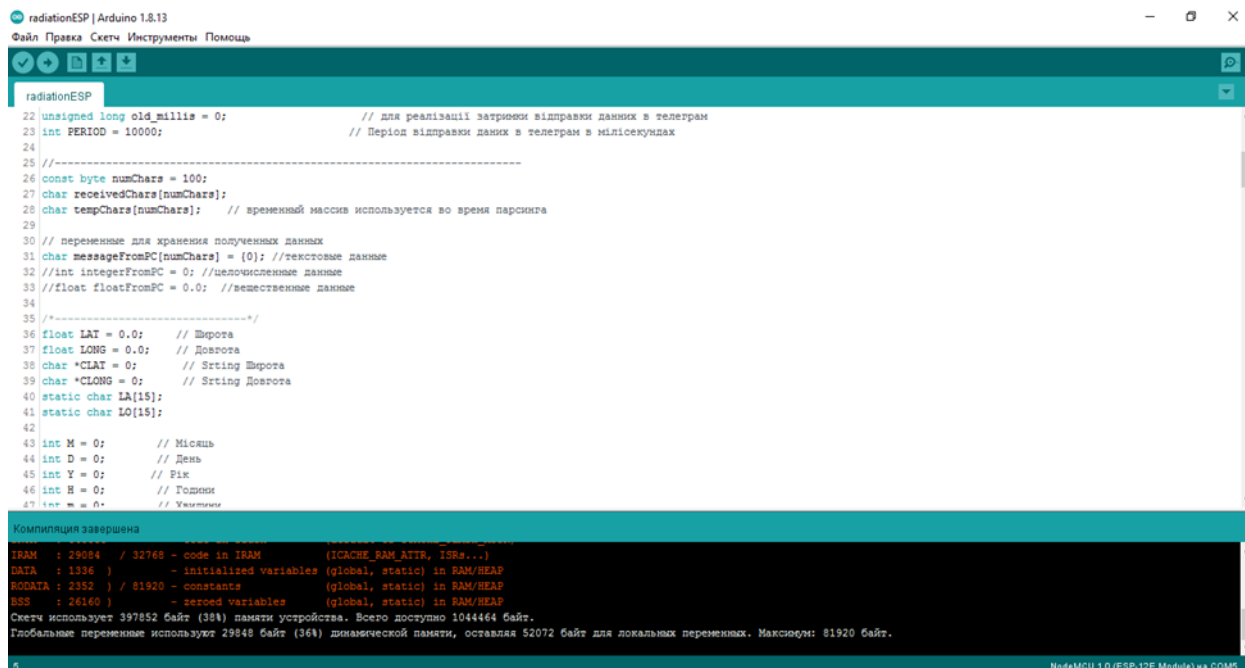 radiationESP | Arduino 1.8.13
Файл Правка Скетч Инструменты Помощь
radiationESP
22 unsigned long old_millis = 0; // для реалізації затримки відправки данних в телеграм
23 int PERIOD = 10000; // Період відправки даних в телеграм в мілісекундах
24
25 //--------------------------------------------------------------------------
26 const byte numChars = 100;
27 char receivedChars[numChars];
28 char tempChars[numChars]; // временный массив используется во время парсинга
29
30 // переменные для хранения полученных данных
31 char messageFromPC[numChars] = {0}; //текстовые данные
32 //int integerFromPC = 0; //целочисленные данные
33 //float floatFromPC = 0.0; //вещественные данные
34
35 /*------------------------------*/
36 float LAT = 0.0; // Широта
37 float LONG = 0.0; // Довгота
38 char *CLAT = 0; // Srting Широта
39 char *CLONG = 0; // Srting Довгота
40 static char LA[15];
41 static char LO[15];
42
43 int M = 0; // Місяць
44 int D = 0; // День
45 int Y = 0; // Рік
46 int H = 0; // Години
47 int m = 0; // Хвилини
Компиляция завершена
IRAM : 29084 / 32768 - code in IRAM (ICACHE_RAM_ATTR, ISRs...)
DATA : 1336 ) - initialized variables (global, static) in RAM/HEAP
RODATA : 2352 ) / 81920 - constants (global, static) in RAM/HEAP
BSS : 26160 ) - zeroed variables (global, static) in RAM/HEAP
Скетч использует 397852 байт (38%) памяти устройства. Всего доступно 1044464 байт.
Глобальные переменные используют 29848 байт (36%) динамической памяти, оставляя 52072 байт для локальных переменных. Максимум: 81920 байт.
5 NodeMCU 1.0 (ESP-12E Module) на COM5